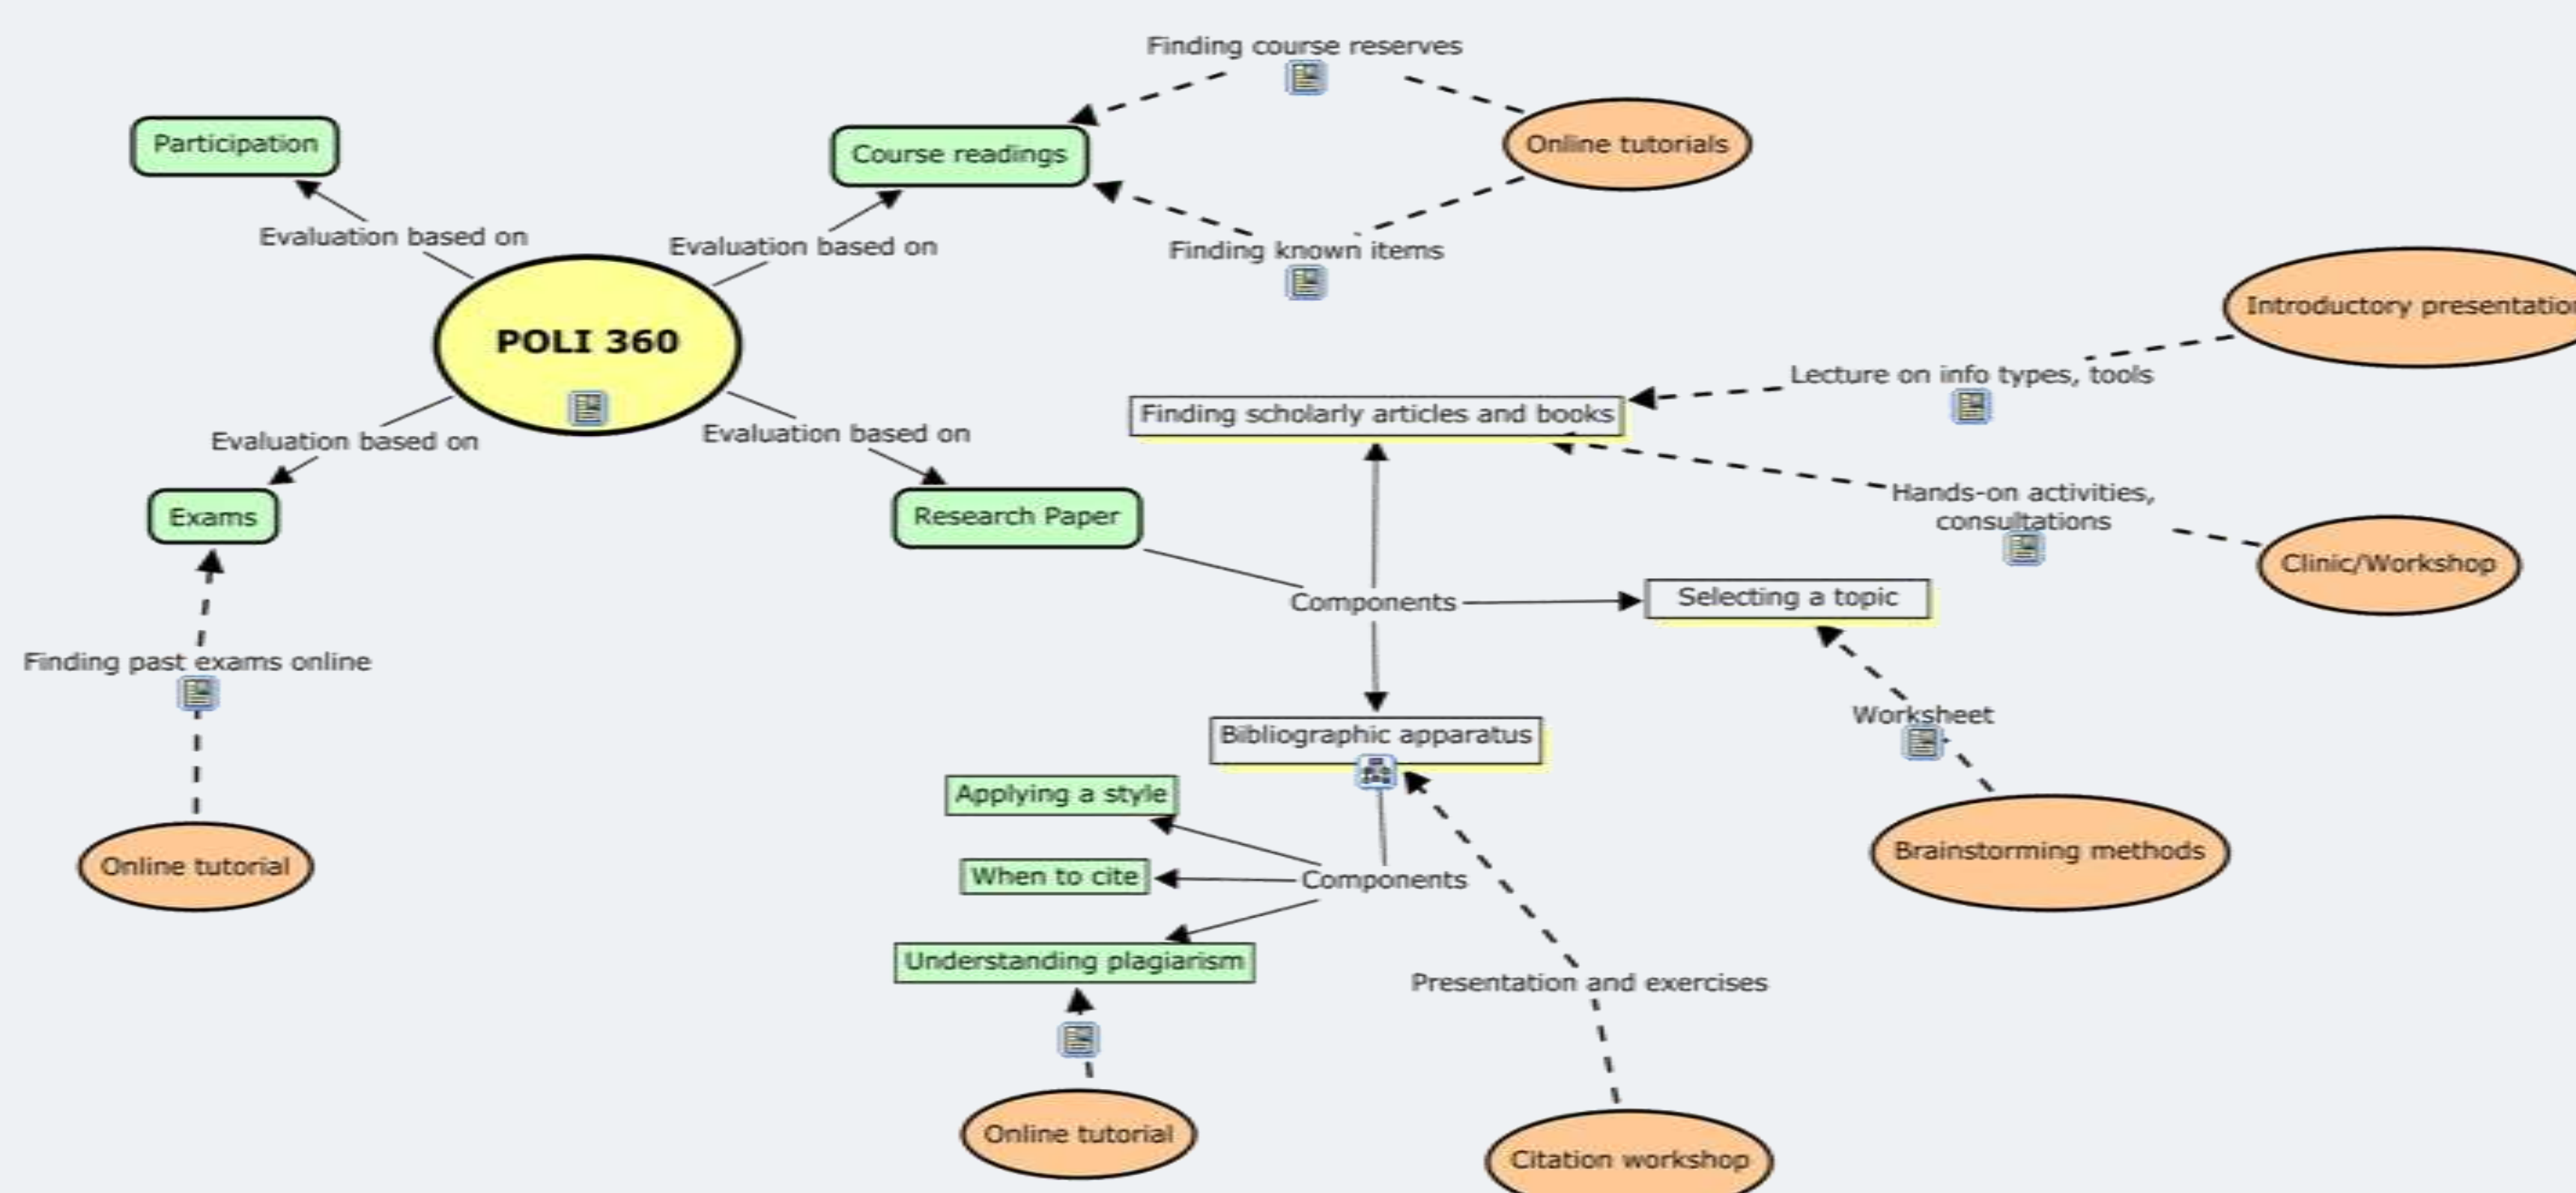 Finding course reserves
Participation
Course readings
Online tutorials
Evaluation based on
Evaluation based on
Finding known items
POLI 360
Introductory presentation
Lecture on info types, tools
Finding scholarly articles and books
Evaluation based on
Evaluation based on
Hands-on activities,
consultations
Exams
Research Paper
Clinic/Workshop
Components
Selecting a topic
Finding past exams online
Worksheet
Bibliographic apparatus
Applying a style
When to cite
Components
Brainstorming methods
Online tutorial
Understanding plagiarism
Presentation and exercises
Online tutorial
Citation workshop